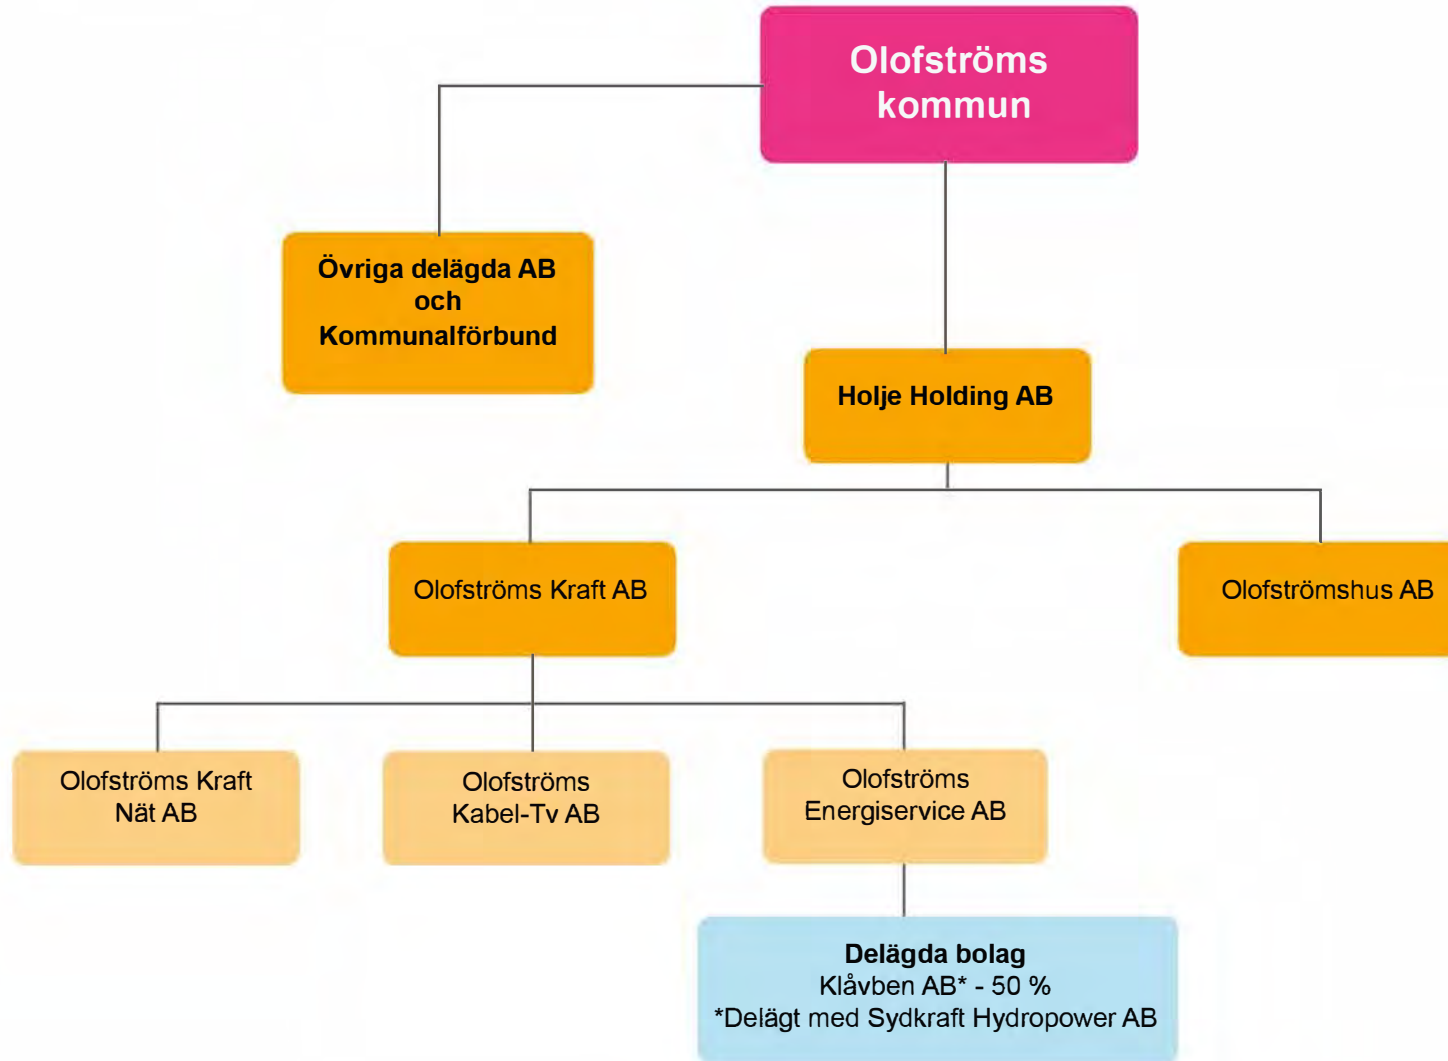 Olofströms
kommun
Övriga delägda AB
och
Kommunalförbund
Holje Holding AB
Olofströms Kraft AB
Olofströmshus AB
Olofströms Kraft
Nät AB
Olofströms
Kabel-Tv AB
Olofströms
Energiservice AB
Delägda bolag
Klåvben AB* - 50 %
*Delägt med Sydkraft Hydropower AB